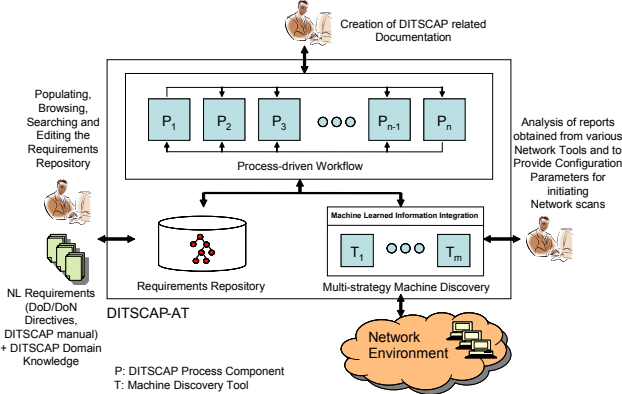 Creation of DITSCAP related
Documentation
Populating,
Browsing,
Searching and
Editing the
Requirements
Repository
P1
P2
P3
Pn-1
Pn
Process-driven Workflow
Analysis of reports
obtained from various
Network Tools and to
Provide Configuration
Parameters for
initiating
Network scans
Machine Learned Information Integration
T1
Tm
Requirements Repository
Multi-strategy Machine Discovery
NL Requirements
(DoD/DoN
Directives,
DITSCAP manual)
+ DITSCAP Domain
Knowledge
DITSCAP-AT
Network
Environment
P: DITSCAP Process Component
T: Machine Discovery Tool